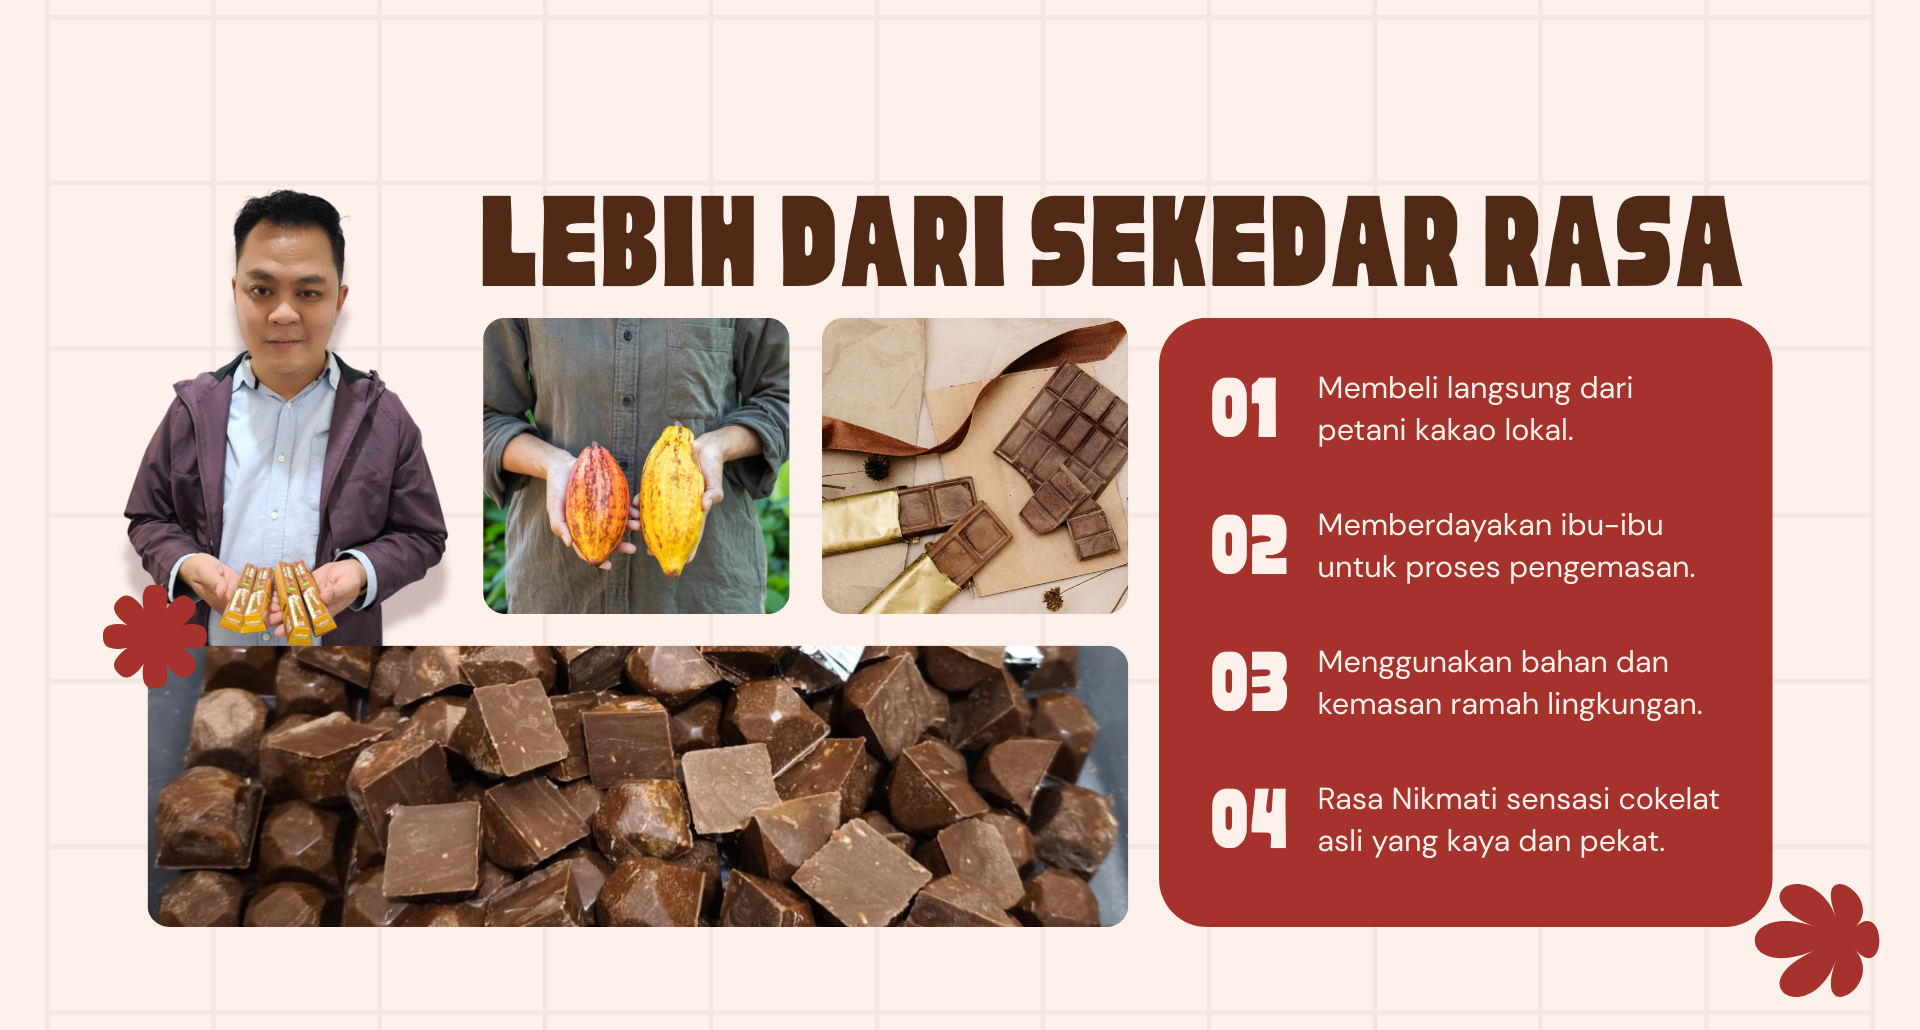 LEBIH DARI SEKEDAR RASA
01
Membeli langsung dari
petani kakao lokal.
02
Memberdayakan ibu-ibu
untuk proses pengemasan.
03
Menggunakan bahan dan
kemasan ramah lingkungan.
04
Rasa Nikmati sensasi cokelat
asli yang kaya dan pekat.